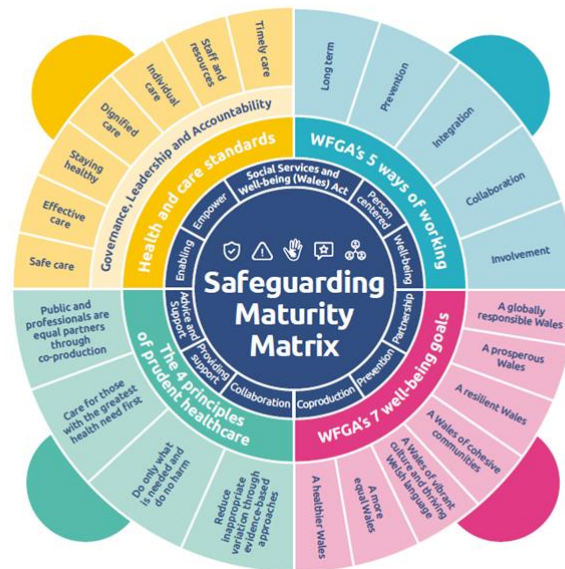 Safeguarding
Maturity
Matrix
Social Services and
Well-being (Wales) Act
Person
centered
Well-being
Partnership
Prevention
Coproduction
Collaboration
Providing
support
Advice and
Support
Enabling
Empower
Health and care standards
Governance, Leadership and Accountability
Safe care
Effective
care
Staying
healthy
Dignified
care
Individual
care
Staff and
resources
Timely care
WFGA's 5 ways of working
Long term
Prevention
Integration
Collaboration
Involvement
WFGA's 7 well-being goals
A globally
responsible Wales
A prosperous
Wales
A resilient Wales
A Wales of cohesive
communities
A Wales of vibrant
culture and thriving
Welsh language
A more
equal Wales
A healthier Wales
The 4 principles
of prudent healthcare
Public and
professionals are
equal partners
through
co-production
Care for those
with the greatest
health need first
Do only what
is needed and
do no harm
Reduce
inappropriate
variation through
evidence-based
approaches